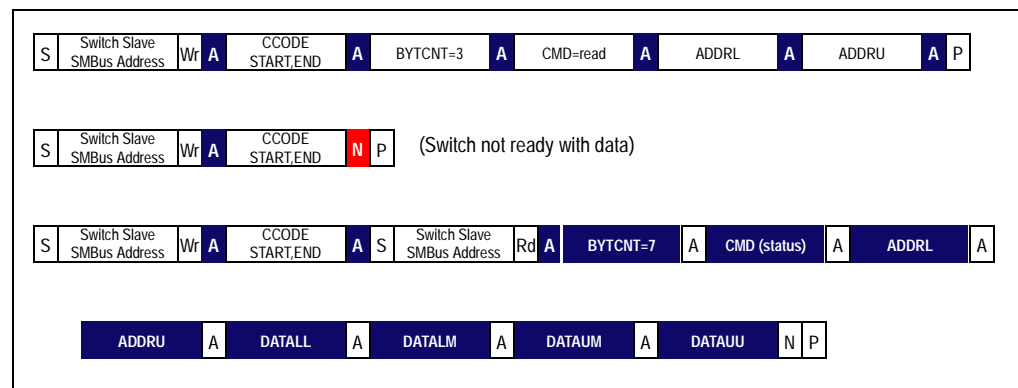 S Switch Slave SMBus Address Wr A CCODE START,END A BYTCNT=3 A CMD=read A ADDRL A ADDRU A P
S Switch Slave SMBus Address Wr A CCODE START,END N P (Switch not ready with data)
S Switch Slave SMBus Address Wr A CCODE START,END A S Switch Slave SMBus Address Rd A BYTCNT=7 A CMD (status) A ADDRL A
ADDRU A DATALL A DATALM A DATAUM A DATAUU N P